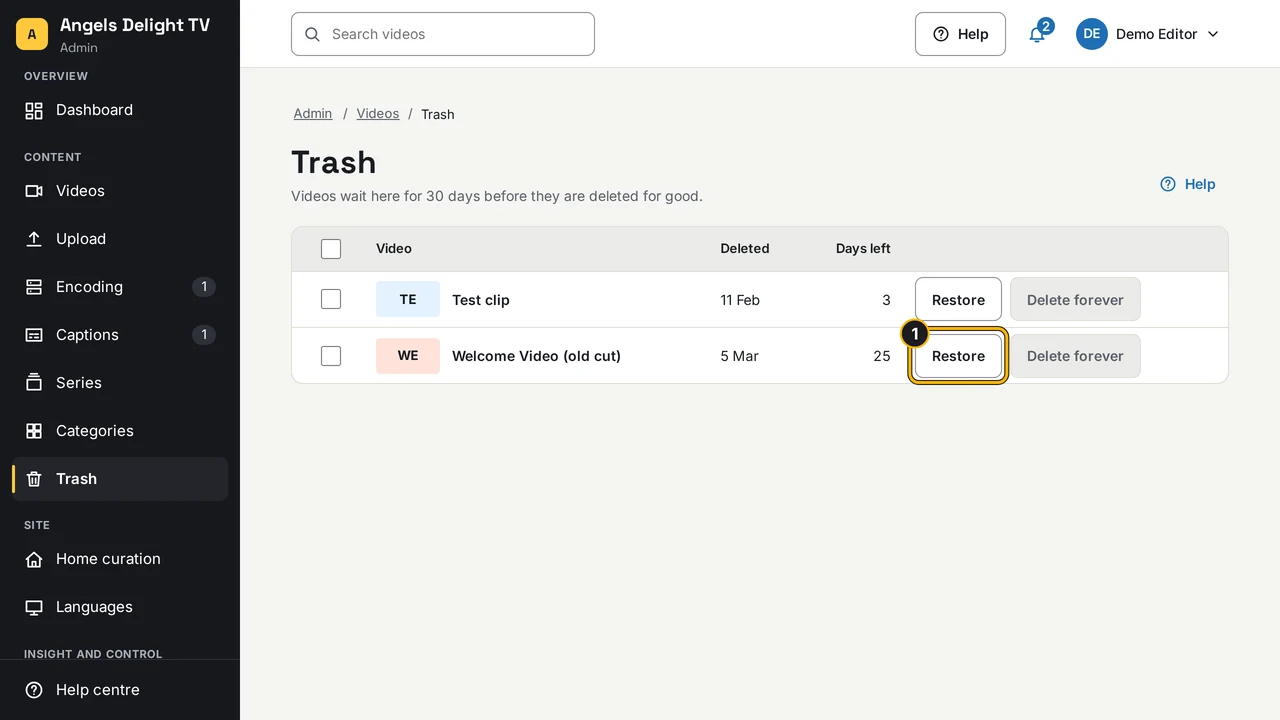 A
Angels Delight TV
Admin
OVERVIEW
Dashboard
CONTENT
Videos
Upload
Encoding 1
Captions 1
Series
Categories
Trash
SITE
Home curation
Languages
INSIGHT AND CONTROL
Help centre
Search videos
Help
2
DE Demo Editor
Admin / Videos / Trash
Trash
Videos wait here for 30 days before they are deleted for good.
Help
Video Deleted Days left
TE Test clip 11 Feb 3 Restore Delete forever
1
WE Welcome Video (old cut) 5 Mar 25 Restore Delete forever